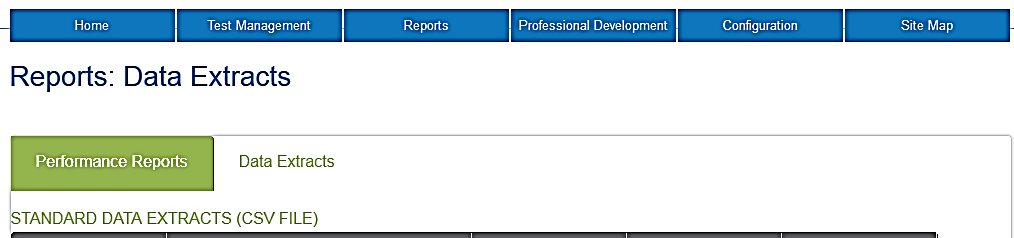 Home Test Management Reports Professional Development Configuration Site Map
Reports: Data Extracts
Performance Reports Data Extracts
STANDARD DATA EXTRACTS (CSV FILE)